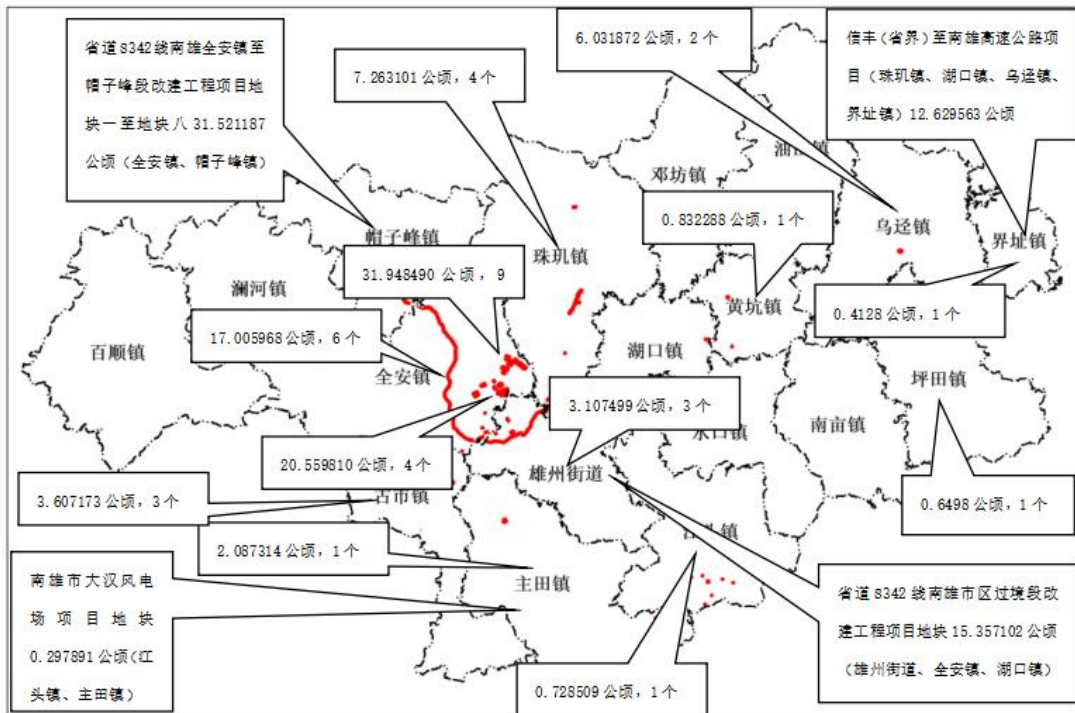 省道S342线南雄全安镇至
帽子峰段改建工程项目地
块一至地块八 31.521187
公顷（全安镇、帽子峰镇）
7.263101 公顷，4 个
6.031872 公顷，2 个
信丰（省界）至南雄高速公路项
目（珠玑镇、湖口镇、乌迳镇、
界址镇）12.629563 公顷
邓坊镇
0.832288 公顷，1 个
乌迳镇
界址镇
帽子峰镇
珠玑镇
31.948490 公顷，9
澜河镇
黄坑镇
0.4128 公顷，1 个
17.005968 公顷，6 个
百顺镇
湖口镇
全安镇
坪田镇
3.107499 公顷，3 个
南亩镇
水口镇
20.559810 公顷，4 个
雄州街道
3.607173 公顷，3 个
古市镇
0.6498 公顷，1 个
2.087314 公顷，1 个
主田镇
南雄市大汉风电
场项目地块
0.297891 公顷（江
头镇、主田镇）
省道S342 线南雄市区过境段改
建工程项目地块 15.357102 公顷
（雄州街道、全安镇、湖口镇）
0.728509 公顷，1 个